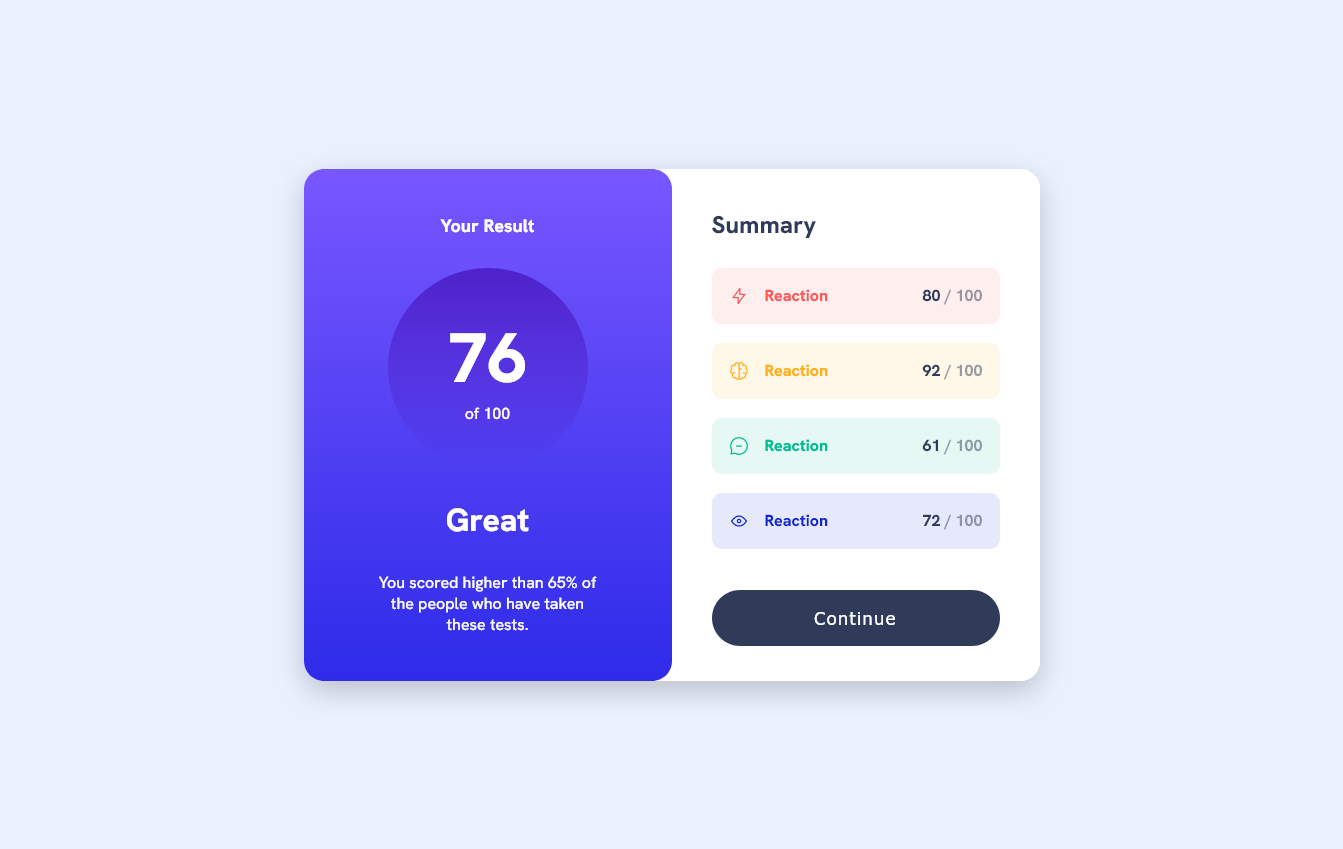 Your Result
76
of 100
Great
You scored higher than 65% of
the people who have taken
these tests.
Summary
Reaction 80 / 100
Reaction 92 / 100
Reaction 61 / 100
Reaction 72 / 100
Continue